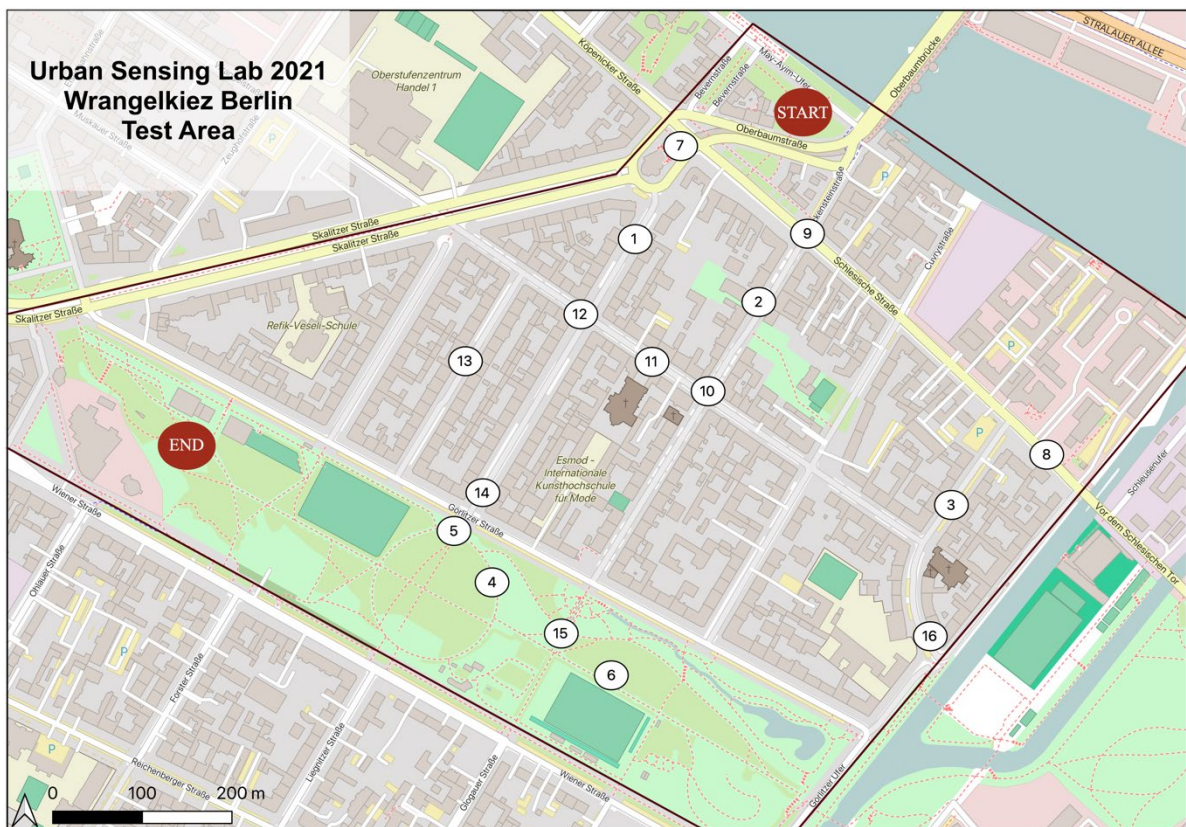 Urban Sensing Lab 2021
Wrangelkiez Berlin
Test Area
Muskauer Straße
Zeughofstraße
P
Oberstufenzentrum
Handel 1
Köpenicker Straße
Bevernstraße
Bevernstraße
May-Ayim-Ufer
START
Oberbaumstraße
Oberbaumbrücke
STRALAUER ALLEE
7
P
Skalitzer Straße
Skalitzer Straße
1
9
Cuvrystraße
Schlesische Straße
Skalitzer Straße
2
12
Refik-Veseli-Schule
13
11
P
10
P
END
8
Esmod -
Internationale
Kunsthochschule
für Mode
Schleusenufer
14
3
Wiener Straße
Görlitzer Straße
5
Vor dem Schlesischen Tor
Ohlauer Straße
4
15
16
P
Forster Straße
6
P
Reichenberger Straße
Liegnitzer Straße
Glogauer Straße
Wiener Straße
Görlitzer Ufer
0 100 200 m